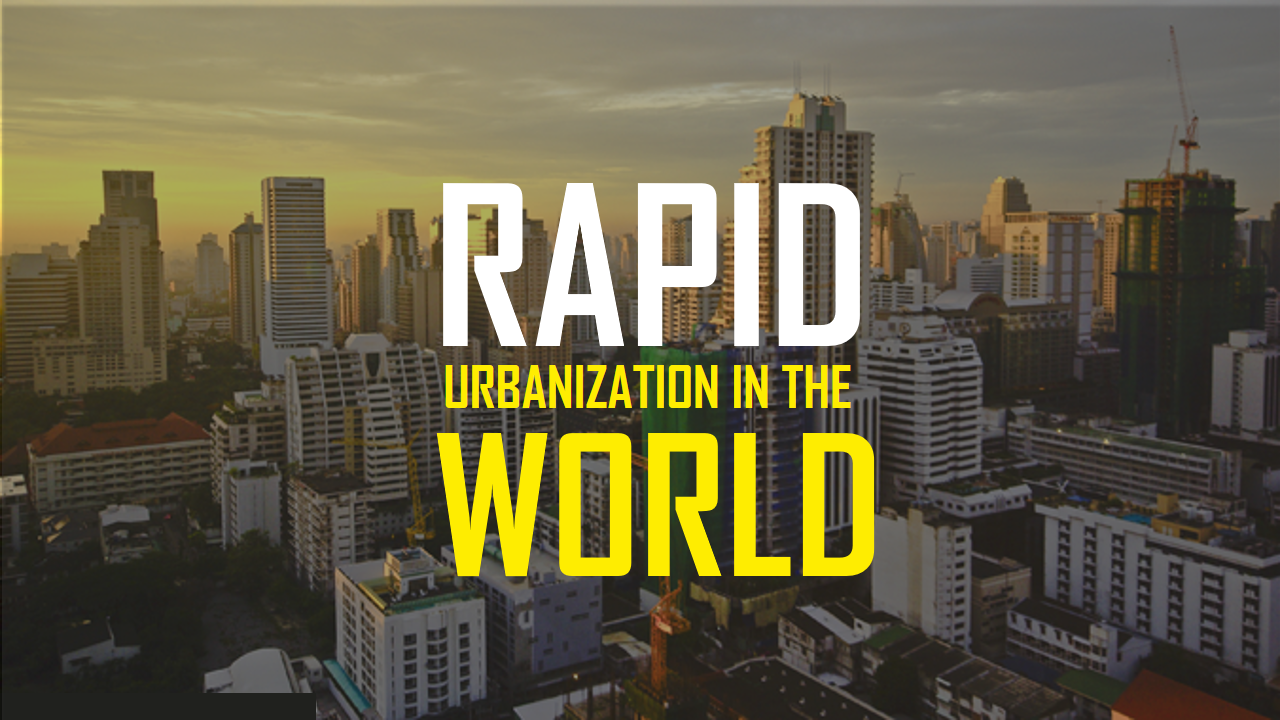 RAPID
URBANIZATION IN THE
WORLD